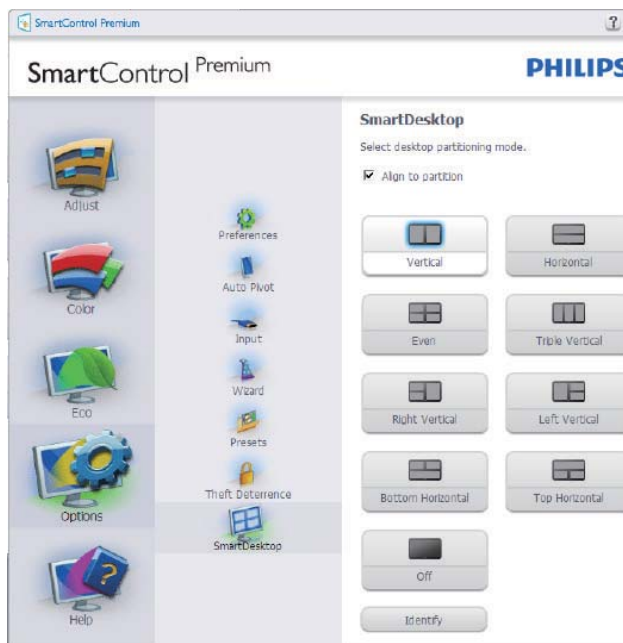 SmartControl Premium
?
SmartControl Premium
PHILIPS
Adjust
Color
Eco
Options
Help
Preferences
Auto Pivot
Input
Wizard
Presets
Theft Deterrence
SmartDesktop
SmartDesktop
Select desktop partitioning mode.
Align to partition
Vertical
Horizontal
Even
Triple Vertical
Right Vertical
Left Vertical
Bottom Horizontal
Top Horizontal
Off
Identify